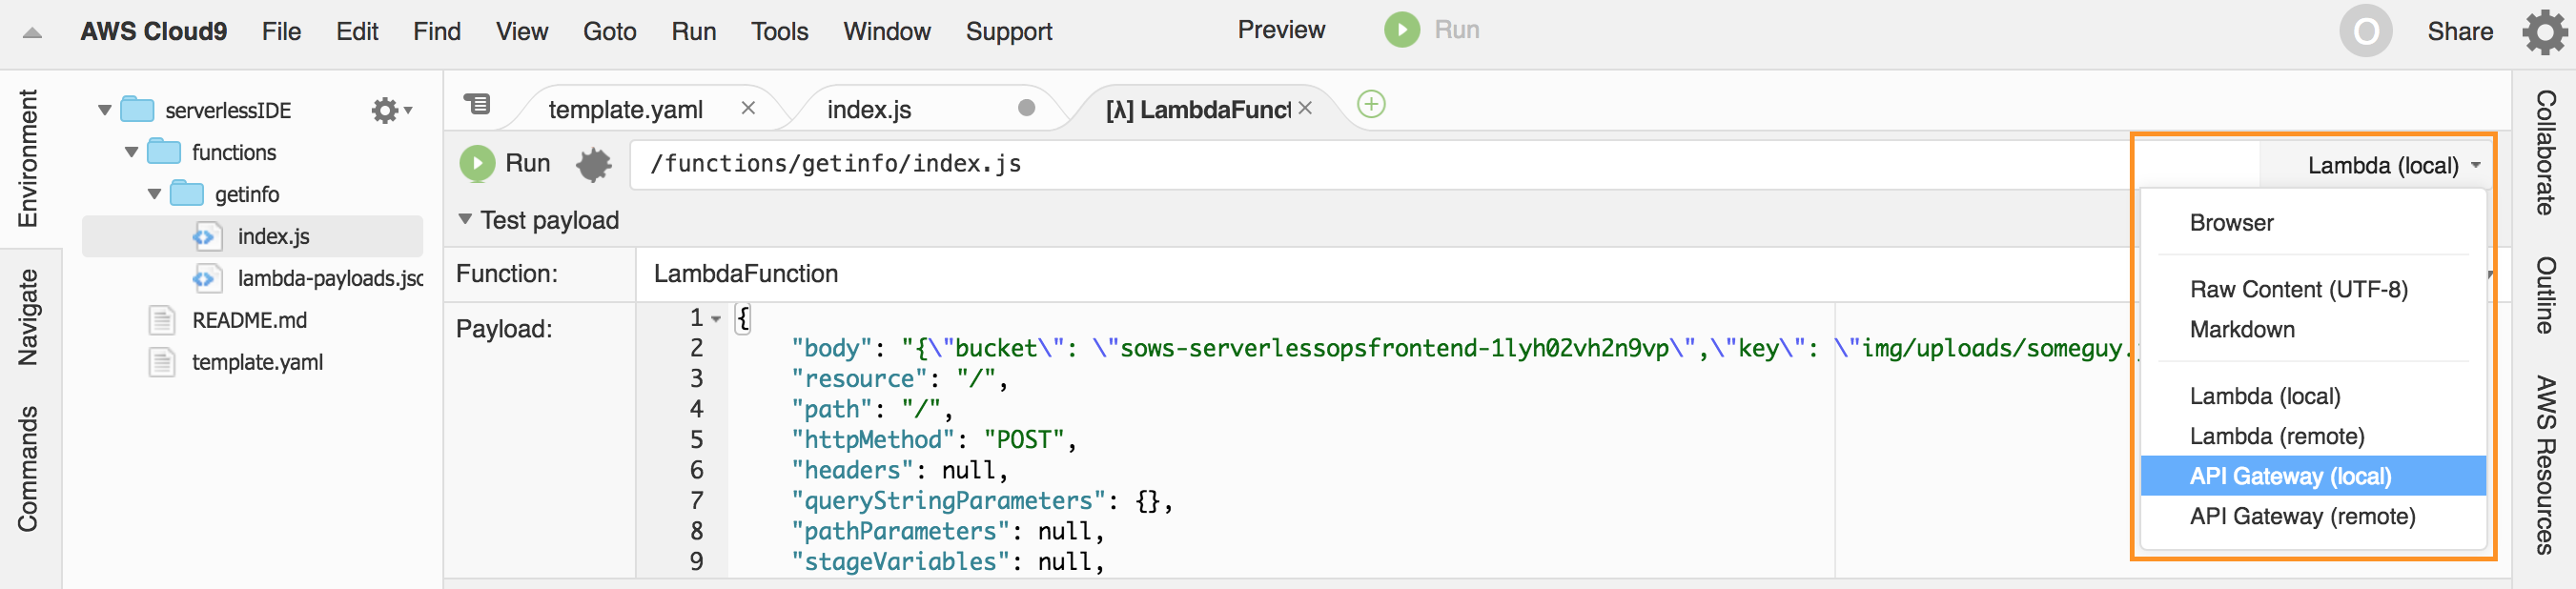 AWS Cloud9 File Edit Find View Goto Run Tools Window Support Preview Run O Share
Environment
Navigate
Commands
serverlessIDE
functions
getinfo
index.js
lambda-payloads.jsc
README.md
template.yaml
template.yaml index.js [λ] LambdaFunct
Run /functions/getinfo/index.js Lambda (local)
Test payload
Function: LambdaFunction
Payload:
1 {
2 "body": "{\"bucket\": \"sows-serverlessopsfrontend-1lyh02vh2n9vp\",\"key\": \"img/uploads/someguy.
3 "resource": "/",
4 "path": "/",
5 "httpMethod": "POST",
6 "headers": null,
7 "queryStringParameters": {},
8 "pathParameters": null,
9 "stageVariables": null,
Browser
Raw Content (UTF-8)
Markdown
Lambda (local)
Lambda (remote)
API Gateway (local)
API Gateway (remote)
Collaborate
Outline
AWS Resources